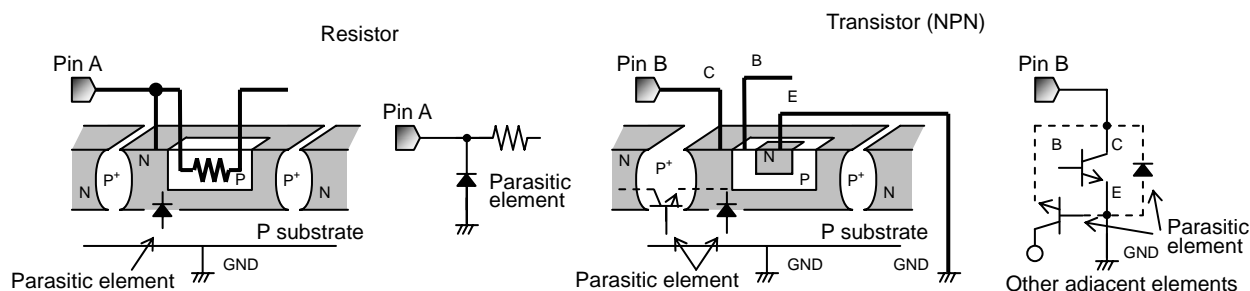 Resistor
Transistor (NPN)
Pin A
Pin A
Pin B
C
B
E
Pin B
N
N
P+
P
P+
N
Parasitic element
P substrate
GND
Parasitic element
N
N
P+
N
P
P+
N
P substrate
GND
GND
Parasitic element
B
C
E
GND
Parasitic element
Other adjacent elements